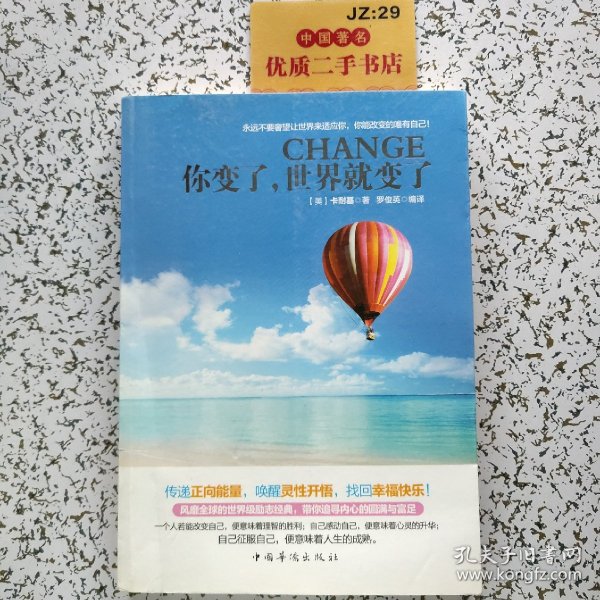 JZ:29
中国著名
优质二手书店
永远不要奢望让世界来适应你，你能改变的唯有自己！
CHANGE
你变了，世界就变了
［美］卡耐基◎著 罗俊英◎编译
传递正向能量，唤醒灵性开悟，找回幸福快乐！
风靡全球的世界级励志经典，带你追寻内心的圆满与富足
一个人若能改变自己，便意味着理智的胜利；自己感动自己，便意味着心灵的升华；
自己征服自己，便意味着人生的成熟。
中国华侨出版社
孔夫子旧书网
www.kongfz.com